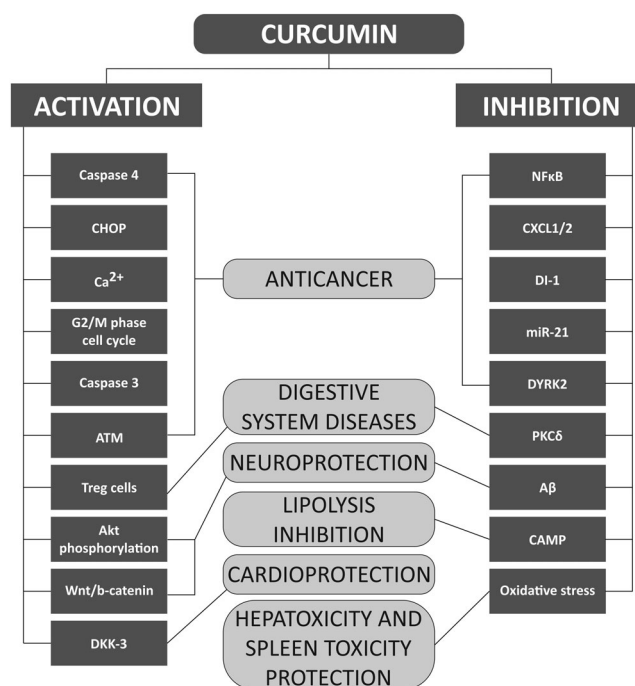 CURCUMIN
ACTIVATION
Caspase 4
CHOP
Ca²⁺
G2/M phase
cell cycle
Caspase 3
ATM
Treg cells
Akt
phosphorylation
Wnt/b-catenin
DKK-3
ANTICANCER
DIGESTIVE
SYSTEM DISEASES
NEUROPROTECTION
LIPOLYSIS
INHIBITION
CARDIOPROTECTION
HEPATOXICITY AND
SPLEEN TOXICITY
PROTECTION
INHIBITION
NFκB
CXCL1/2
DI-1
miR-21
DYRK2
PKCδ
Aβ
CAMP
Oxidative stress